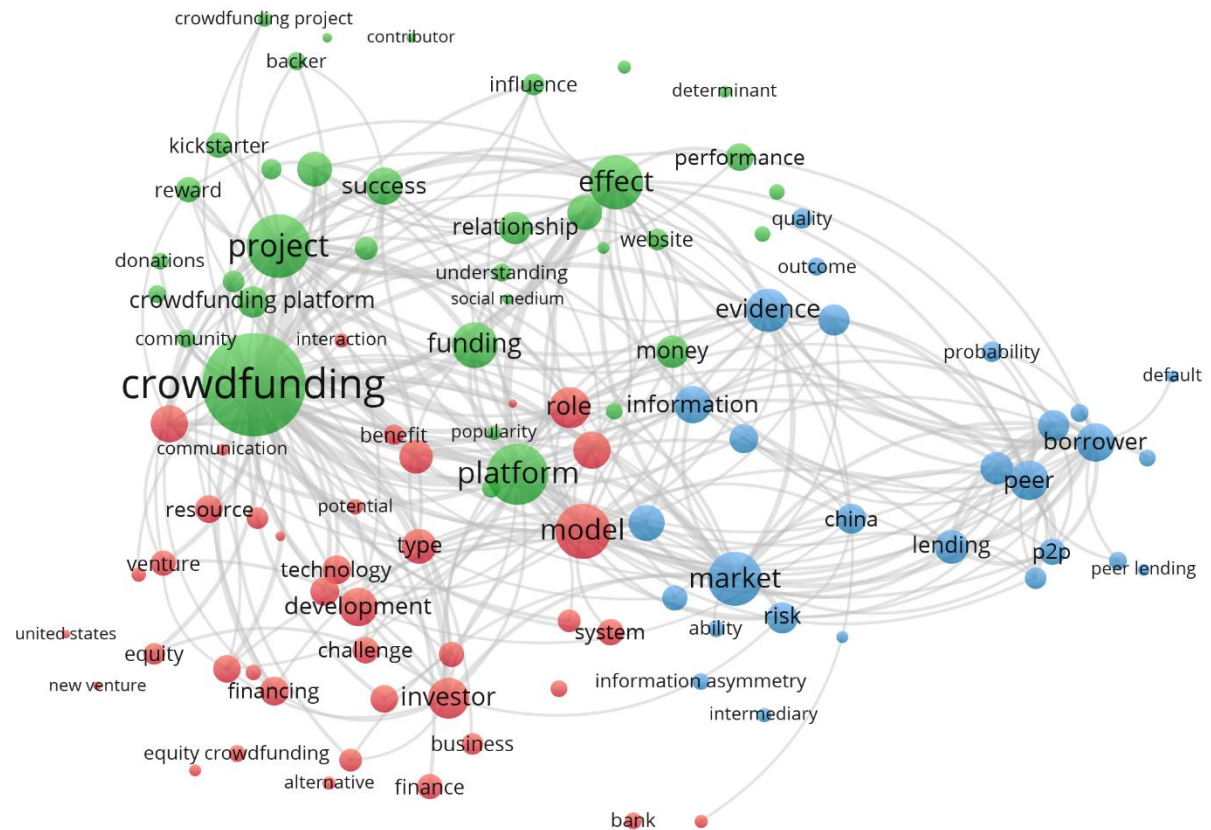 crowdfunding project
contributor
backer
influence
determinant
kickstarter
performance
reward
success
effect
quality
relationship
website
project
donations
outcome
understanding
crowdfunding platform
social medium
evidence
community
interaction
funding
money
probability
default
crowdfunding
role
information
benefit
popularity
borrower
communication
platform
peer
resource
potential
china
model
type
lending
p2p
venture
technology
peer lending
market
development
risk
united states
system
ability
equity
challenge
new venture
financing
investor
information asymmetry
intermediary
business
equity crowdfunding
alternative
finance
bank